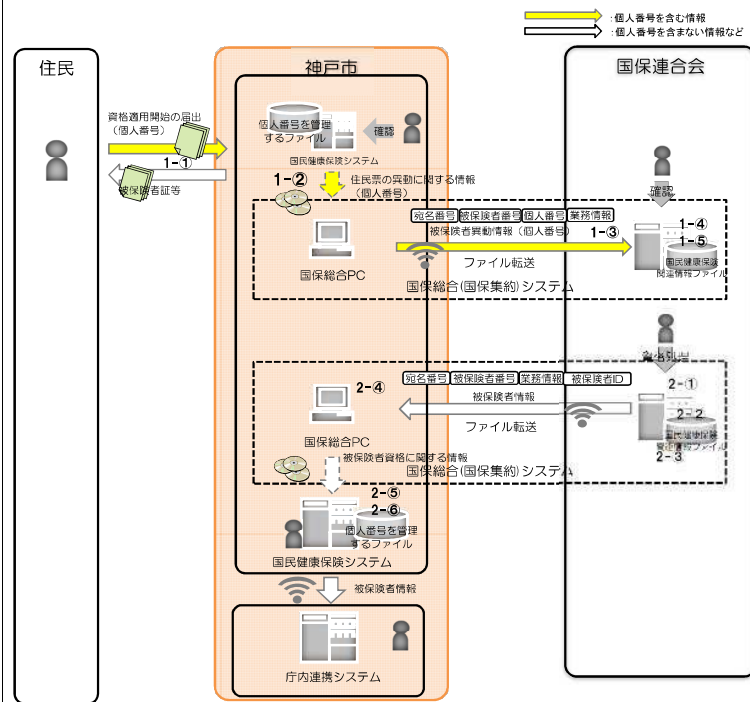 :個人番号を含む情報
:個人番号を含まない情報など
住民
神戸市
国保連合会
資格適用開始の届出
(個人番号)
1-①
被保険者証等
個人番号を管理
するファイル
確認
国民健康保険システム
1-②
住民票の異動に関する情報
(個人番号)
確認
宛名番号 被保険者番号 個人番号 業務情報
被保険者異動情報(個人番号)
1-③
ファイル転送
国保総合PC
国保総合(国保集約)システム
1-④
1-⑤
国民健康保険
関連情報ファイル
宛名番号 被保険者番号 業務情報 被保険者ID
2-④
被保険者情報
ファイル転送
国保総合PC
2-①
2-2
国民健康保険
2-3
被保険者資格に関する情報
国保総合(国保集約)システム
2-⑤
2-⑥
個人番号を管理
するファイル
国民健康保険システム
被保険者情報
庁内連携システム